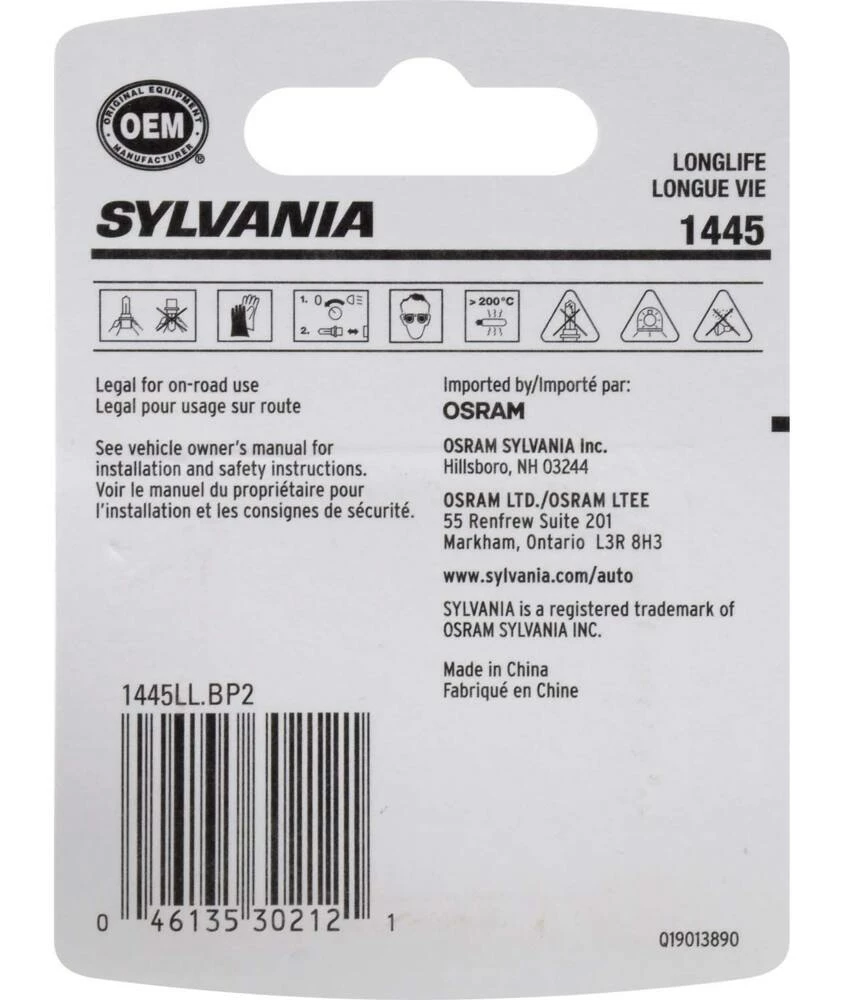 ORIGINAL EQUIPMENT
OEM
MANUFACTURER
®
SYLVANIA
LONGLIFE
LONGUE VIE
1445
1. 0
2.
> 200°C
Legal for on-road use
Legal pour usage sur route
See vehicle owner's manual for
installation and safety instructions.
Voir le manuel du propriétaire pour
l'installation et les consignes de sécurité.
Imported by/Importé par:
OSRAM
OSRAM SYLVANIA Inc.
Hillsboro, NH 03244
OSRAM LTD./OSRAM LTEE
55 Renfrew Suite 201
Markham, Ontario L3R 8H3
www.sylvania.com/auto
SYLVANIA is a registered trademark of
OSRAM SYLVANIA INC.
Made in China
Fabriqué en Chine
1445LL.BP2
0 46135 30212 1
Q19013890